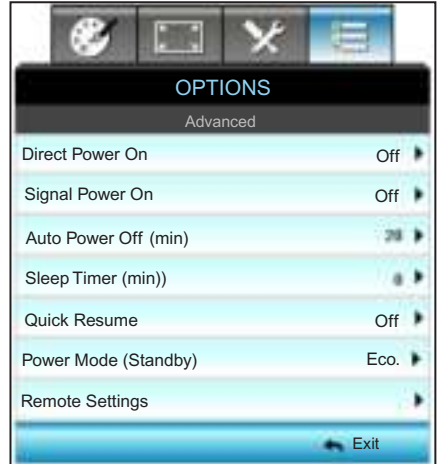 OPTIONS
Advanced
Direct Power On Off
Signal Power On Off
Auto Power Off (min)
Sleep Timer (min))
Quick Resume Off
Power Mode (Standby) Eco.
Remote Settings
Exit